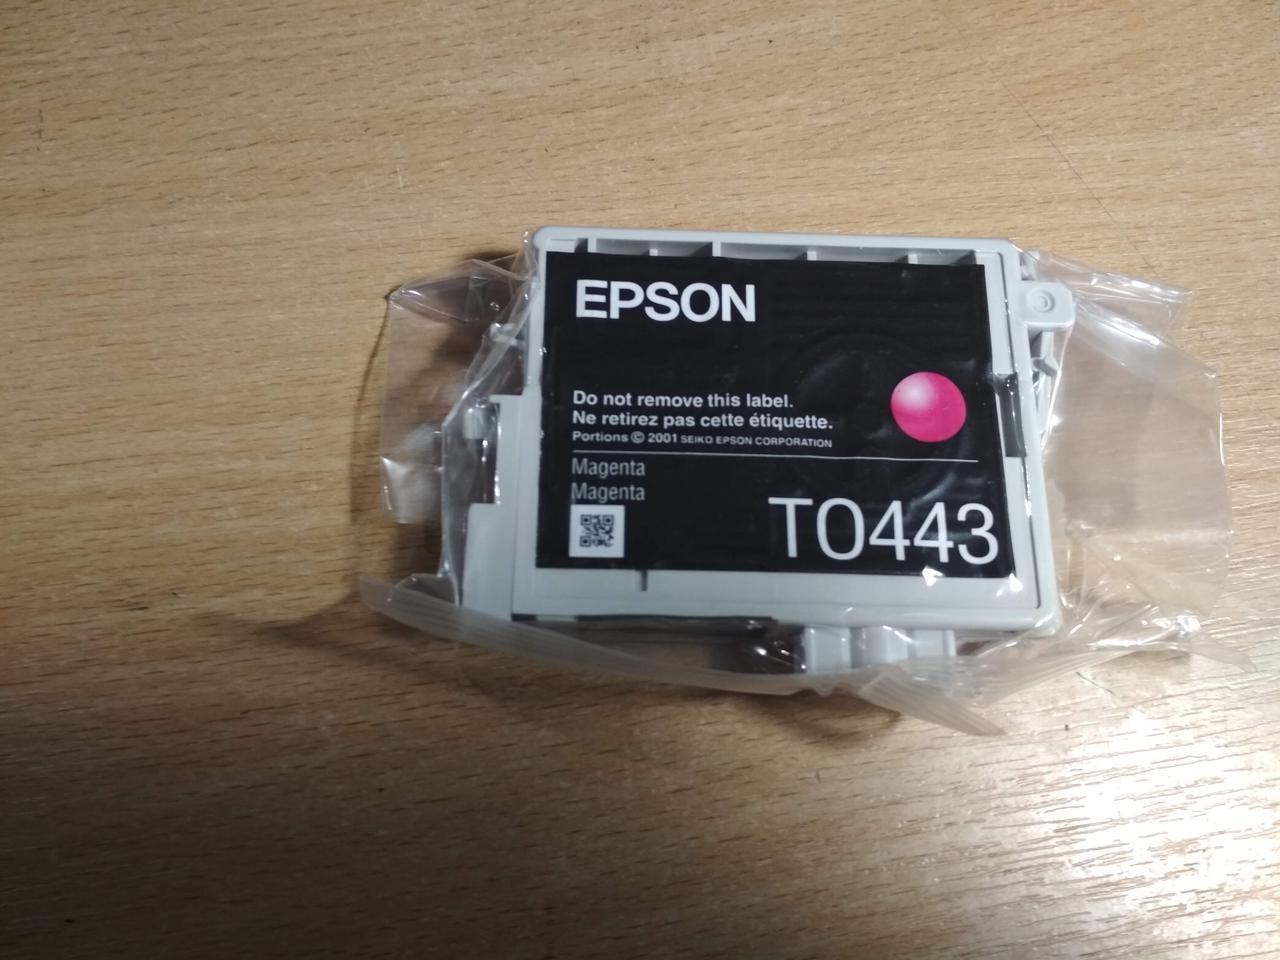 EPSON
Do not remove this label.
Ne retirez pas cette étiquette.
Portions © 2001 SEIKO EPSON CORPORATION
Magenta
Magenta
T0443